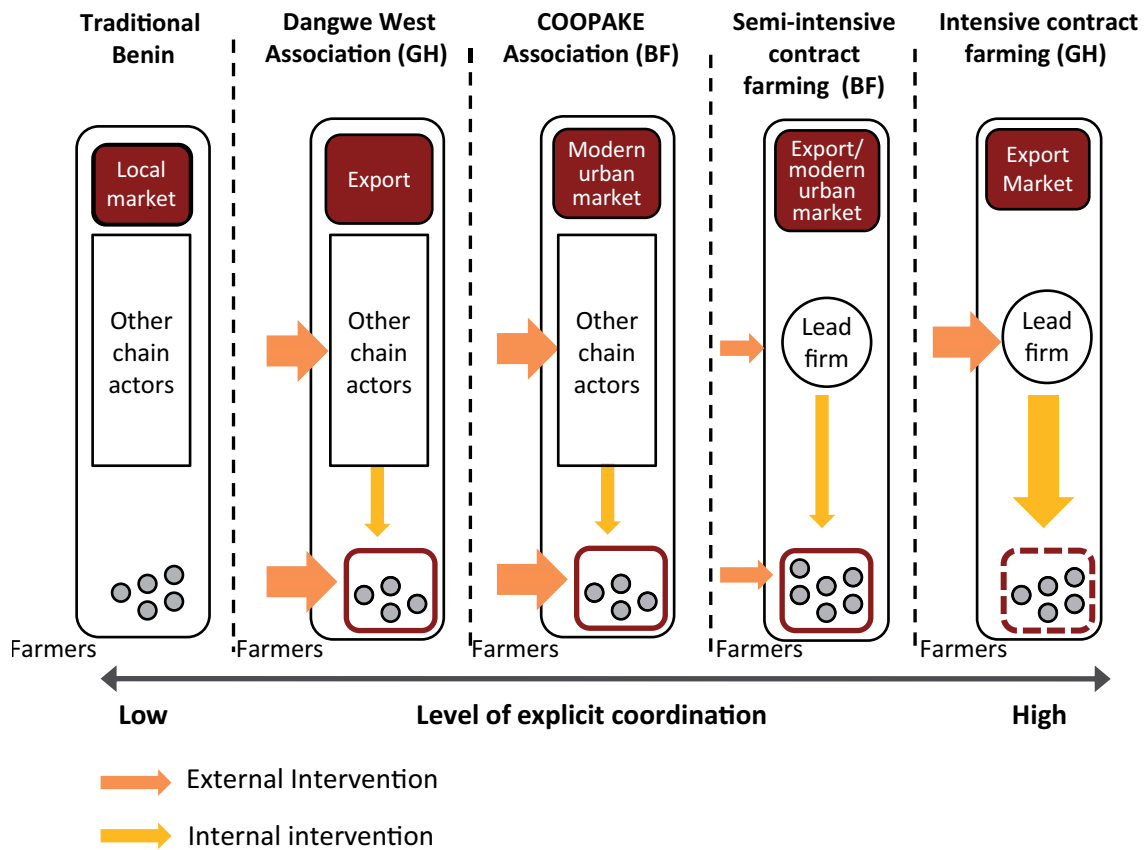 Traditional
Benin
Dangwe West
Association (GH)
COOPAKE
Association (BF)
Semi-intensive
contract
farming (BF)
Intensive contract
farming (GH)
Local
market
Export
Modern
urban
market
Export/
modern
urban
market
Export
Market
Other
chain
actors
Other
chain
actors
Other
chain
actors
Lead
firm
Lead
firm
Farmers
Farmers
Farmers
Farmers
Farmers
Low
Level of explicit coordination
High
External Intervention
Internal intervention